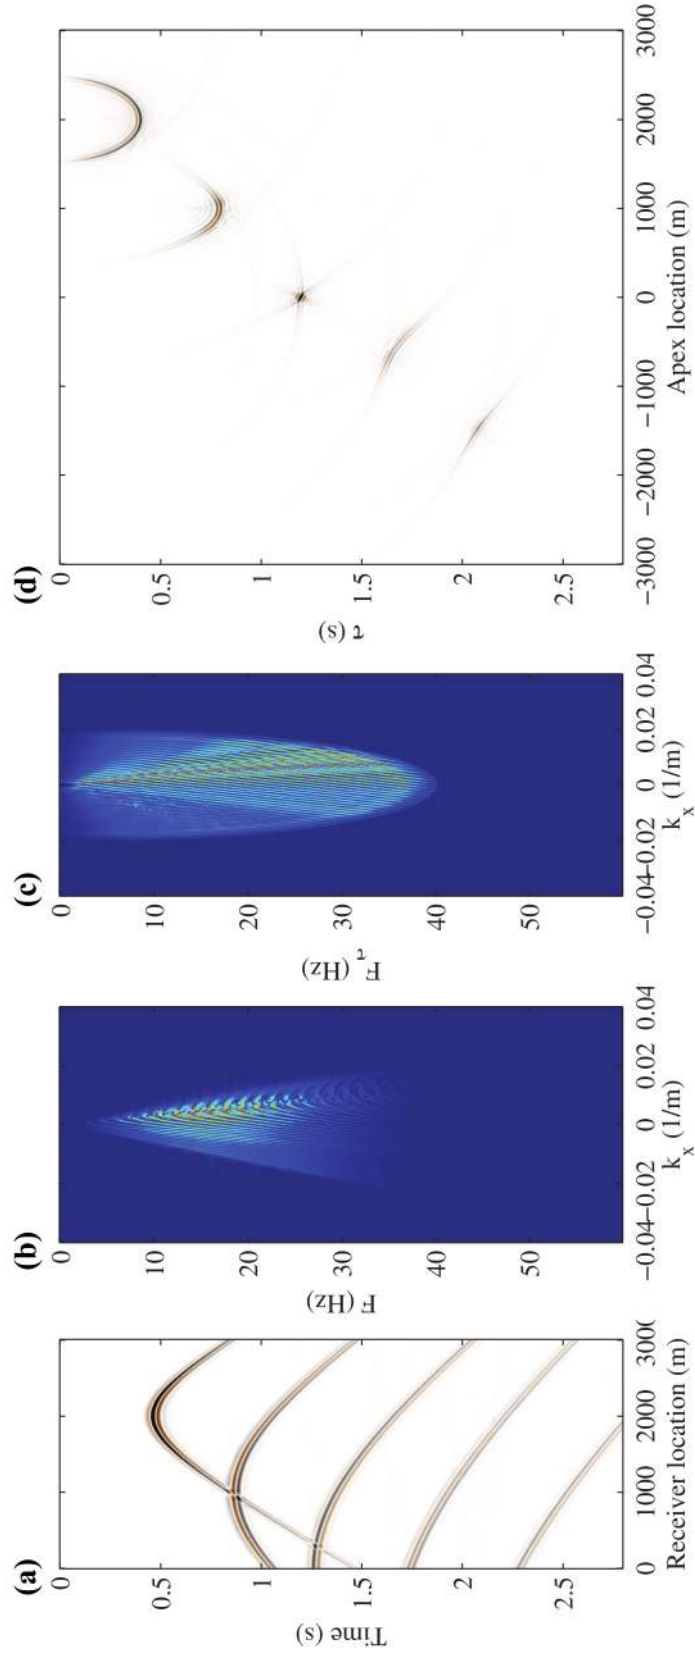 (a)
0
0.5
1
1.5
2
2.5
Time (s)
0 1000 2000 3000
Receiver location (m)
(b)
0
10
20
30
40
50
F (Hz)
−0.04−0.02 0 0.02 0.04
k_x (1/m)
(c)
0
10
20
30
40
50
F_τ (Hz)
−0.04−0.02 0 0.02 0.04
k_x (1/m)
(d)
0
0.5
1
1.5
2
2.5
τ (s)
−3000 −2000 −1000 0 1000 2000 3000
Apex location (m)